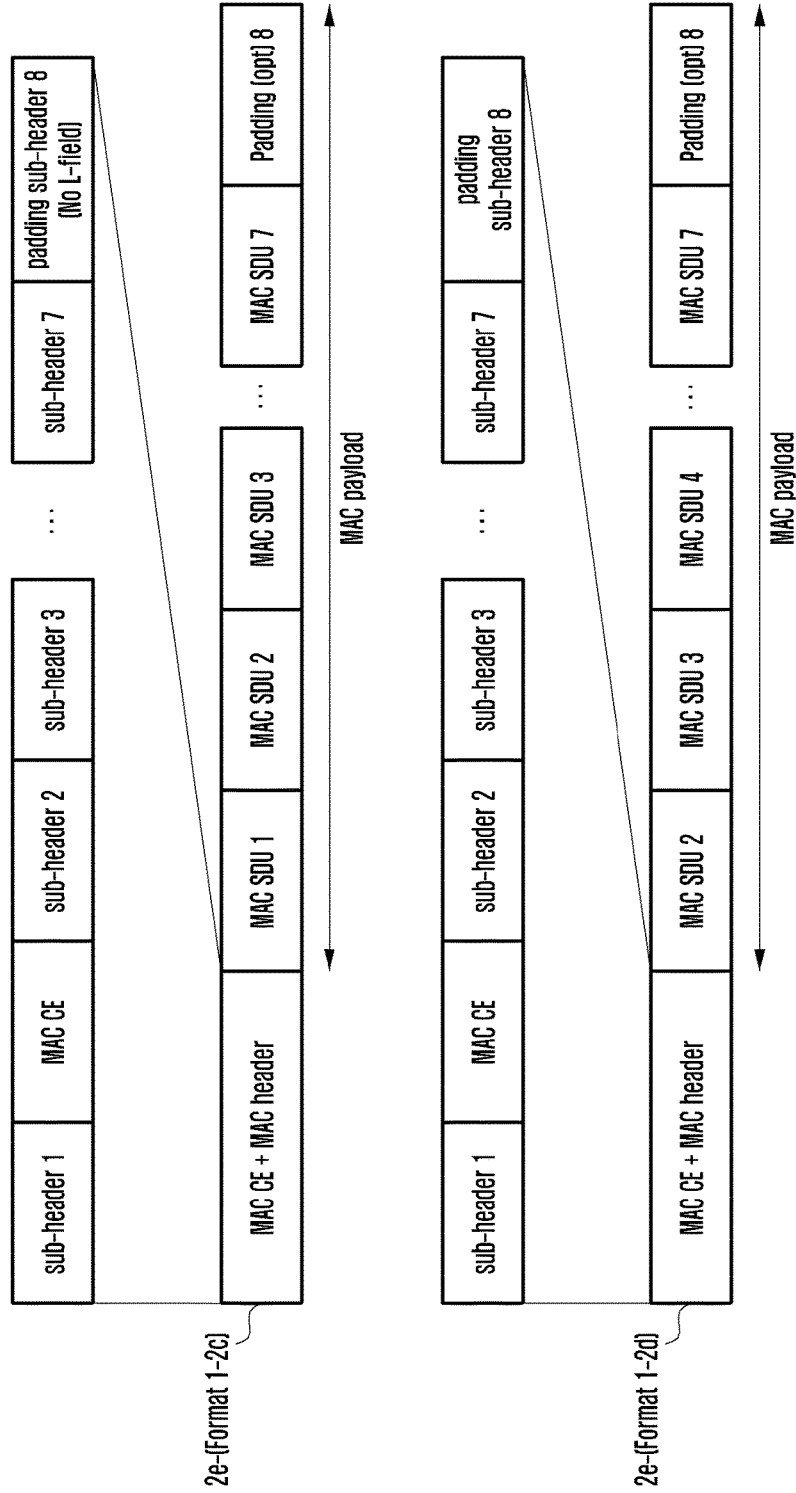 sub-header 1
MAC CE
sub-header 2
sub-header 3
...
sub-header 7
padding sub-header 8
(No L-field)
MAC CE + MAC header
MAC SDU 1
MAC SDU 2
MAC SDU 3
...
MAC SDU 7
Padding (opt) 8
2e-(Format 1-2c)
MAC payload
sub-header 1
MAC CE
sub-header 2
sub-header 3
...
sub-header 7
padding
sub-header 8
MAC CE + MAC header
MAC SDU 2
MAC SDU 3
MAC SDU 4
...
MAC SDU 7
Padding (opt) 8
2e-(Format 1-2d)
MAC payload